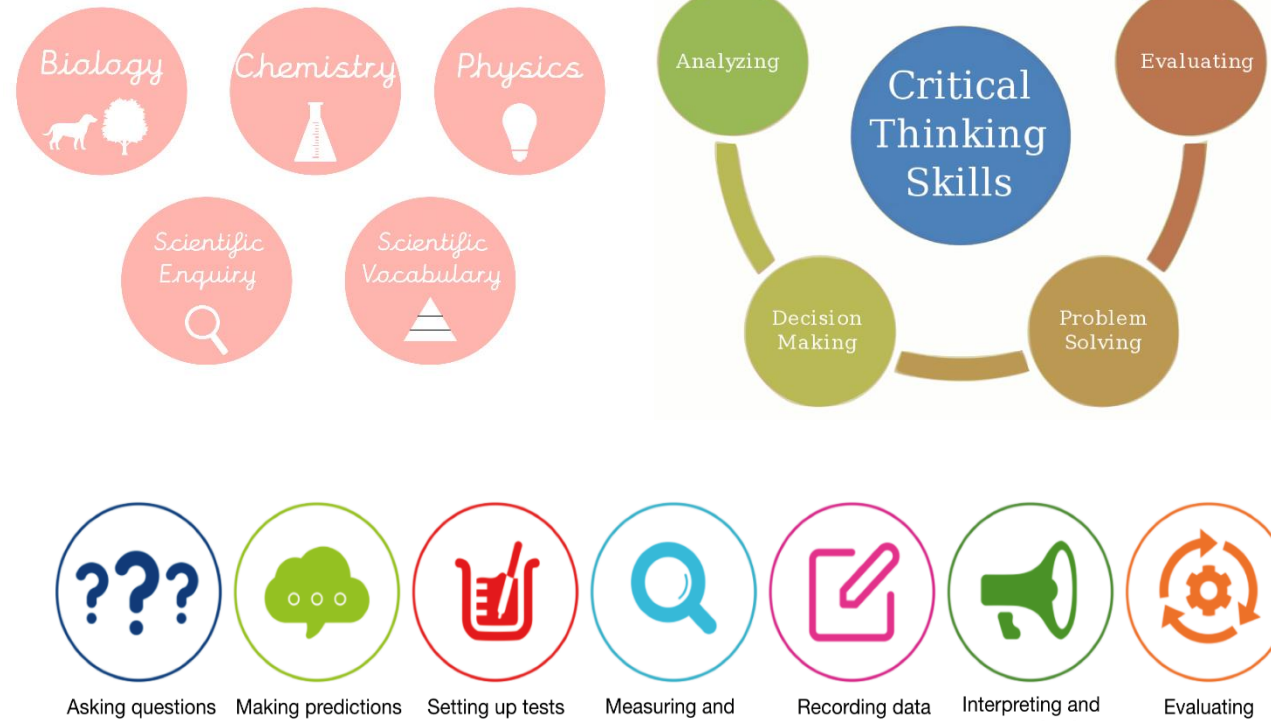 Biology
Chemistry
Physics
Scientific
Enquiry
Scientific
Vocabulary
Analyzing
Critical
Thinking
Skills
Evaluating
Decision
Making
Problem
Solving
Asking questions
Making predictions
Setting up tests
Measuring and
Recording data
Interpreting and
Evaluating